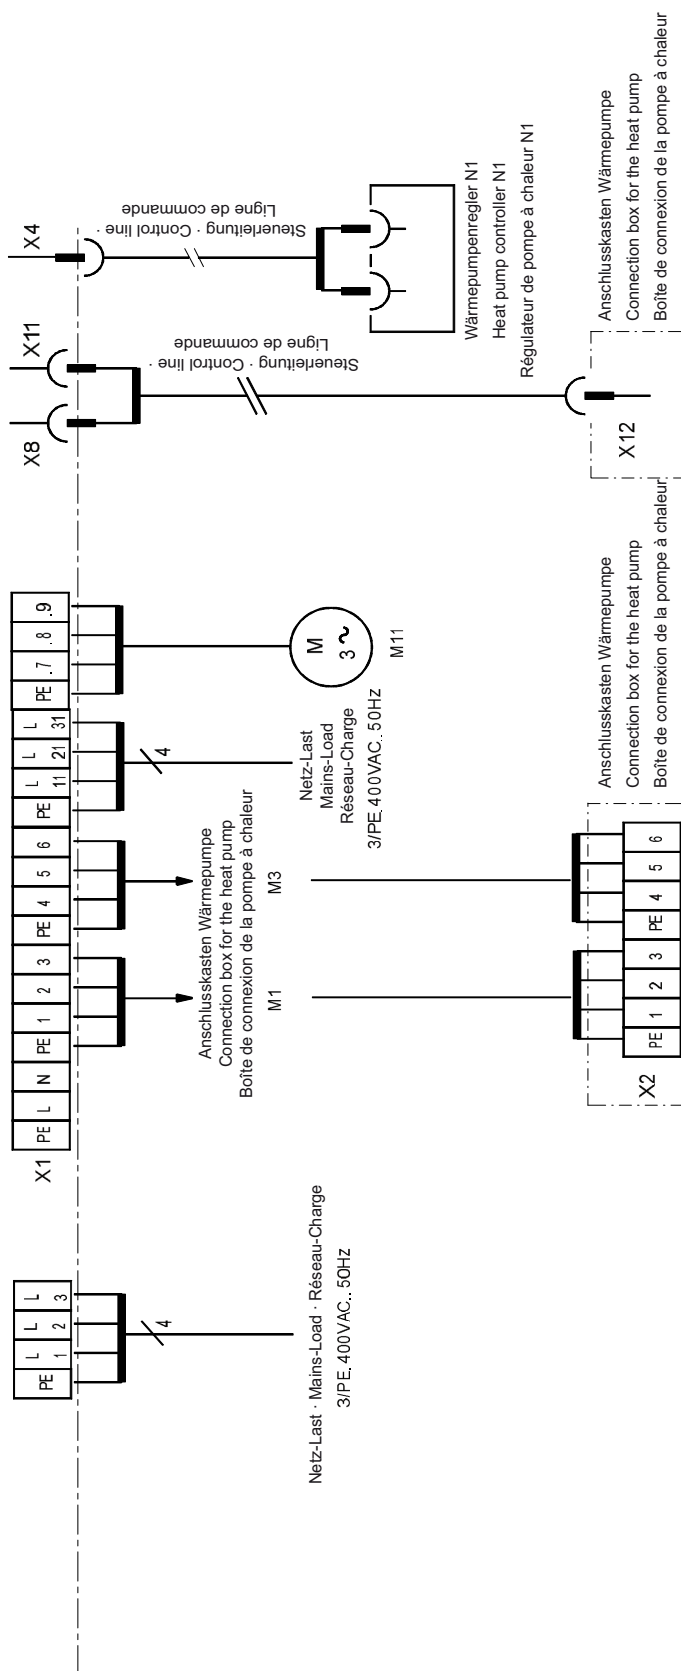 PE L 1 L 2 L 3
4
Netz-Last · Mains-Load · Réseau-Charge
3/PE. 400VAC.. 50Hz
X1
PE L N PE 1 2 3 PE 4 5 6 PE L 11 L 21 L 31 PE .7 .8 .9
Anschlusskasten Wärmepumpe
Connection box for the heat pump
Boîte de connexion de la pompe à chaleur
M1
M3
4
Netz-Last
Mains-Load
Réseau-Charge
3/PE. 400VAC.. 50Hz
M
3 ~
M11
X8
X11
X4
Steuerleitung · Control line ·
Ligne de commande
Steuerleitung · Control line ·
Ligne de commande
Wärmepumpenregler N1
Heat pump controller N1
Régulateur de pompe à chaleur N1
X2
PE 1 2 3 PE 4 5 6
Anschlusskasten Wärmepumpe
Connection box for the heat pump
Boîte de connexion de la pompe à chaleur
X12
Anschlusskasten Wärmepumpe
Connection box for the heat pump
Boîte de connexion de la pompe à chaleur